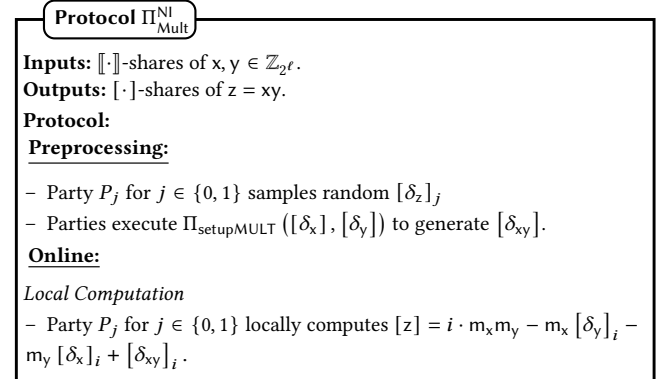 Protocol Π^NI_Mult
Inputs: ⟦·⟧-shares of x, y ∈ ℤ_{2^ℓ}.
Outputs: [·]-shares of z = xy.
Protocol:
Preprocessing:
– Party P_j for j ∈ {0, 1} samples random [δ_z]_j
– Parties execute Π_setupMULT ([δ_x], [δ_y]) to generate [δ_xy].
Online:
Local Computation
– Party P_j for j ∈ {0, 1} locally computes [z] = i · m_x m_y − m_x [δ_y]_i −
m_y [δ_x]_i + [δ_xy]_i.